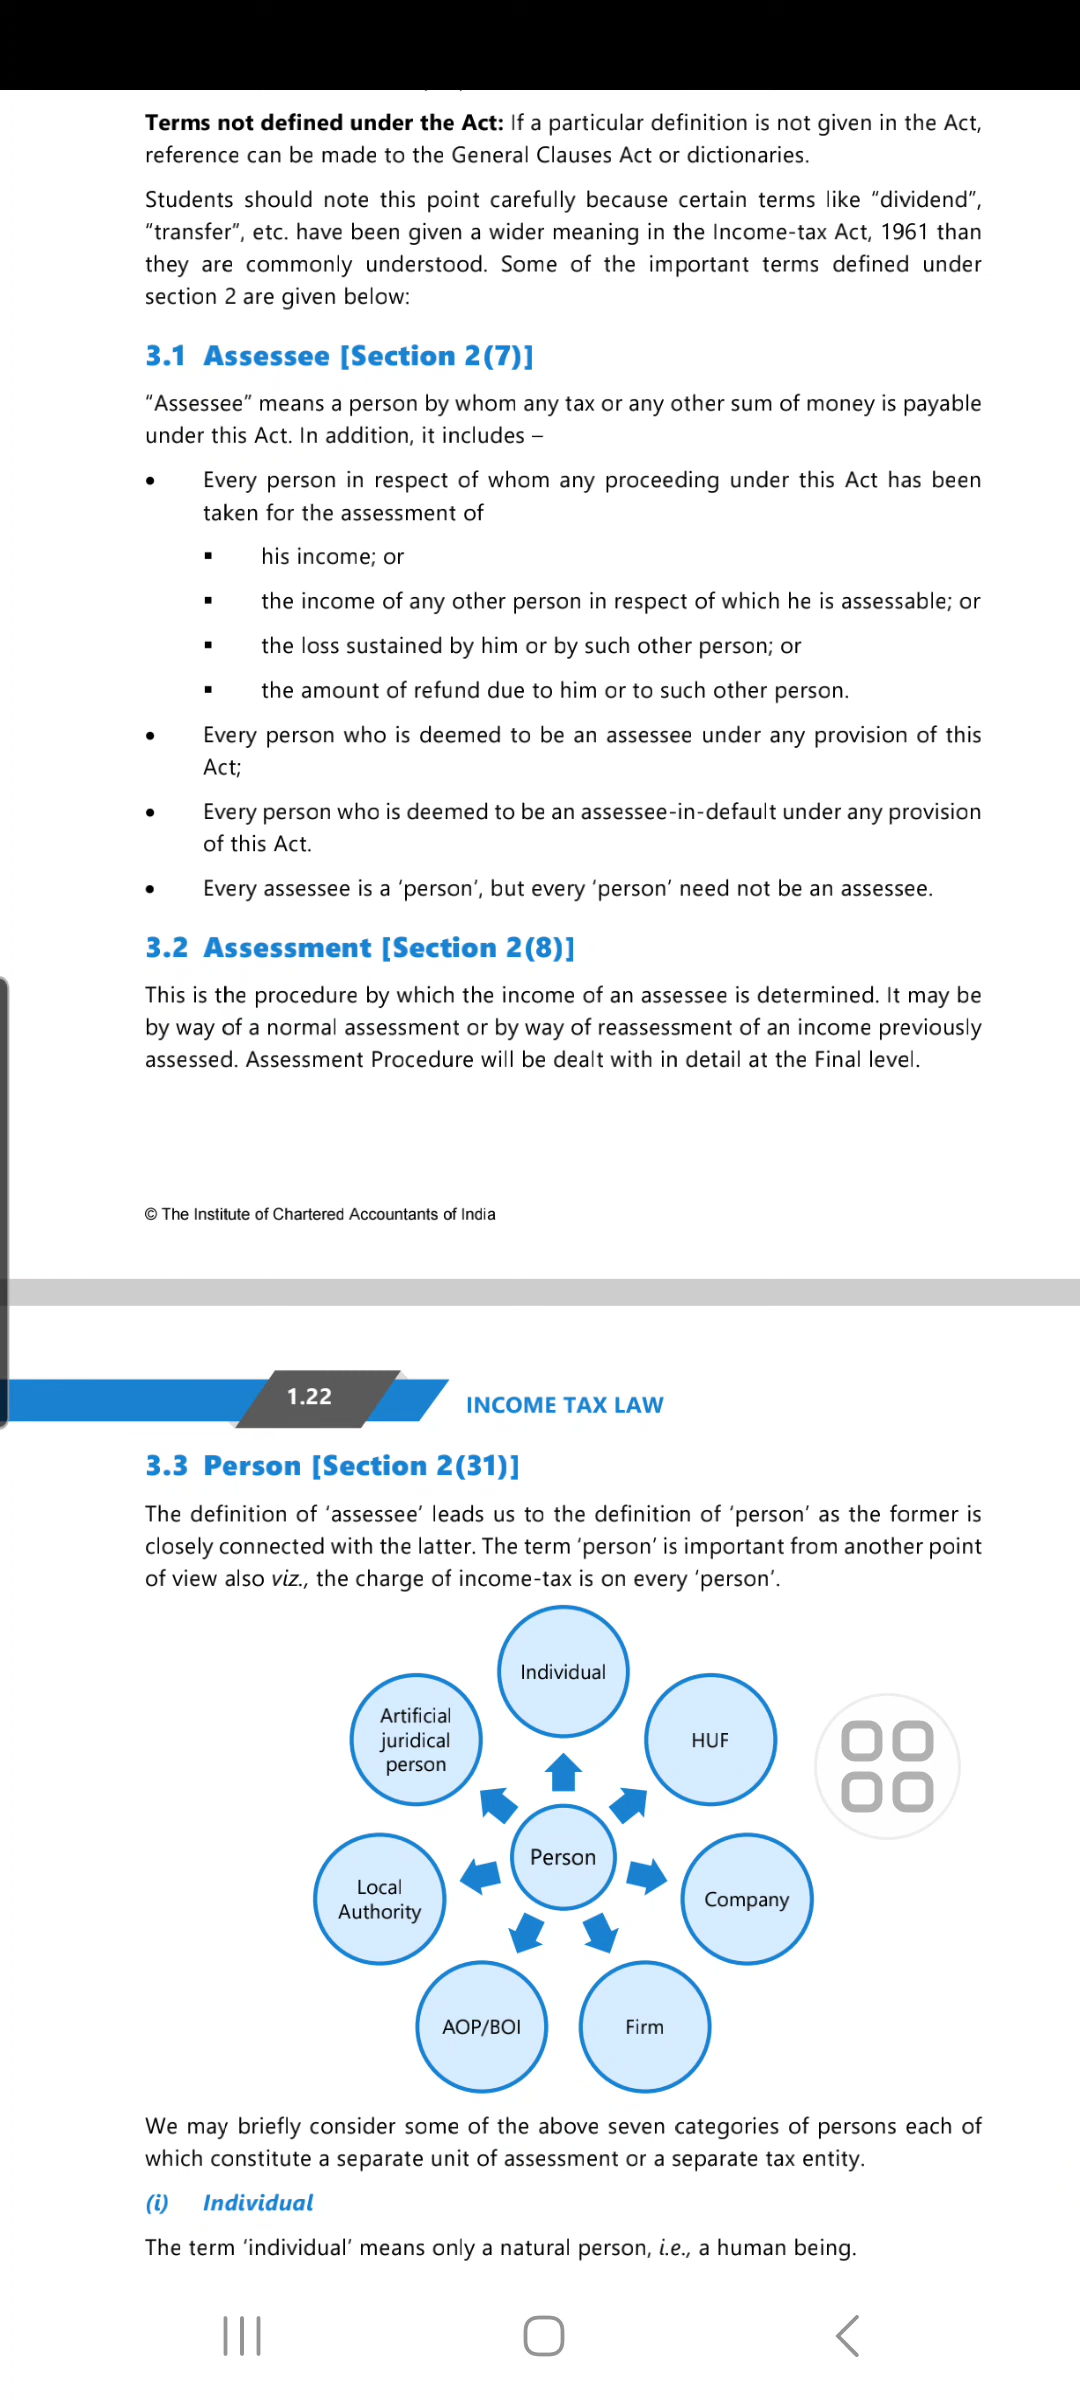 Terms not defined under the Act: If a particular definition is not given in the Act,
reference can be made to the General Clauses Act or dictionaries.
Students should note this point carefully because certain terms like “dividend”,
“transfer”, etc. have been given a wider meaning in the Income-tax Act, 1961 than
they are commonly understood. Some of the important terms defined under
section 2 are given below:
3.1 Assessee [Section 2(7)]
“Assessee” means a person by whom any tax or any other sum of money is payable
under this Act. In addition, it includes –
• Every person in respect of whom any proceeding under this Act has been
taken for the assessment of
▪ his income; or
▪ the income of any other person in respect of which he is assessable; or
▪ the loss sustained by him or by such other person; or
▪ the amount of refund due to him or to such other person.
• Every person who is deemed to be an assessee under any provision of this
Act;
• Every person who is deemed to be an assessee-in-default under any provision
of this Act.
• Every assessee is a ‘person’, but every ‘person’ need not be an assessee.
3.2 Assessment [Section 2(8)]
This is the procedure by which the income of an assessee is determined. It may be
by way of a normal assessment or by way of reassessment of an income previously
assessed. Assessment Procedure will be dealt with in detail at the Final level.
© The Institute of Chartered Accountants of India
1.22
INCOME TAX LAW
3.3 Person [Section 2(31)]
The definition of ‘assessee’ leads us to the definition of ‘person’ as the former is
closely connected with the latter. The term ‘person’ is important from another point
of view also viz., the charge of income-tax is on every ‘person’.
Individual
Artificial
juridical
person
HUF
Person
Local
Authority
Company
AOP/BOI
Firm
We may briefly consider some of the above seven categories of persons each of
which constitute a separate unit of assessment or a separate tax entity.
(i) Individual
The term ‘individual’ means only a natural person, i.e., a human being.